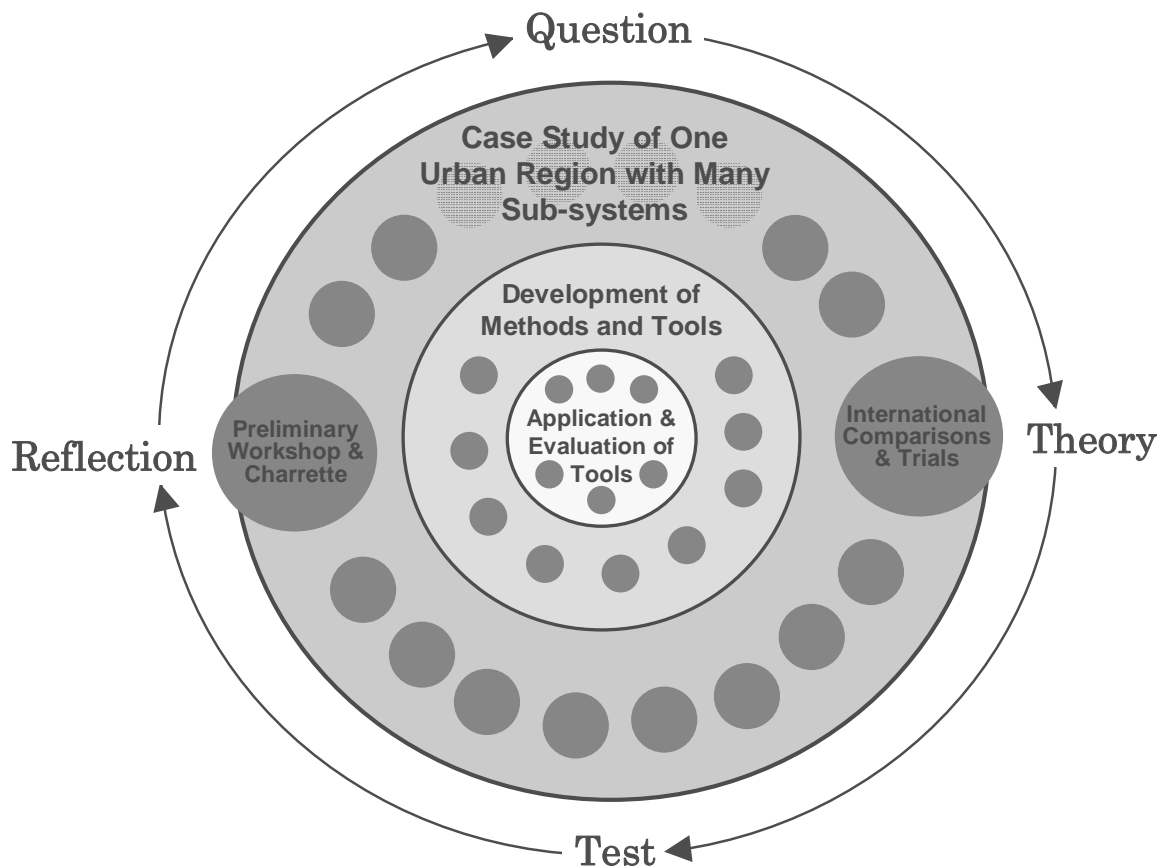 Question
Case Study of One
Urban Region with Many
Sub-systems
Development of
Methods and Tools
Application &
Evaluation of
Tools
Preliminary
Workshop &
Charrette
International
Comparisons
& Trials
Reflection
Theory
Test